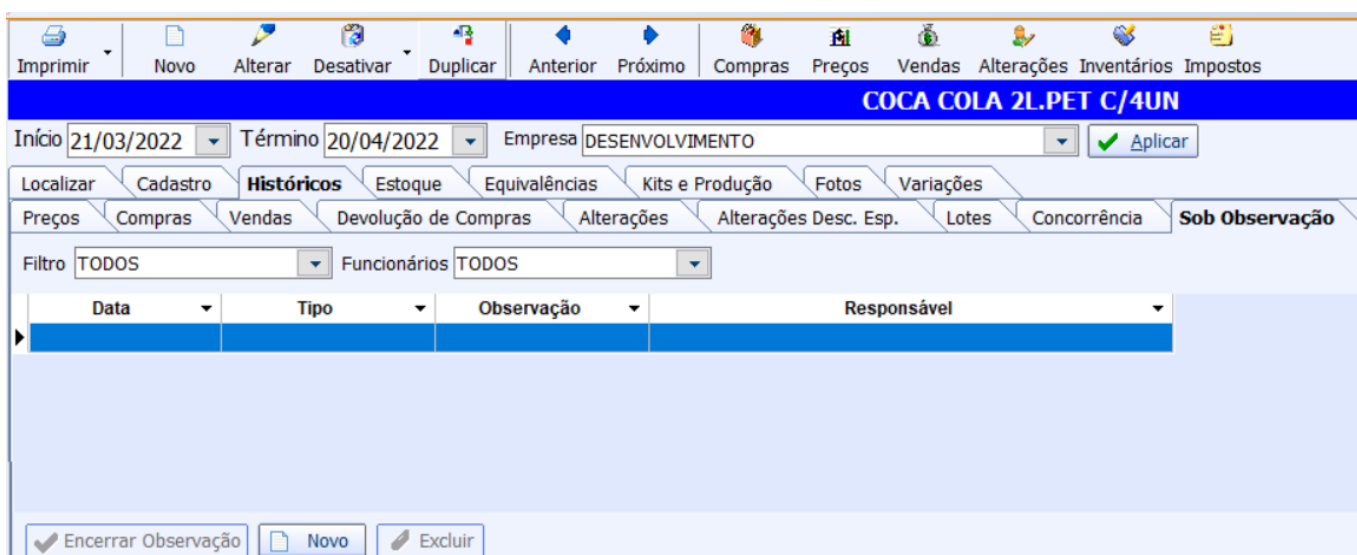 Imprimir Novo Alterar Desativar Duplicar Anterior Próximo Compras Preços Vendas Alterações Inventários Impostos
COCA COLA 2L.PET C/4UN
Início 21/03/2022 Término 20/04/2022 Empresa DESENVOLVIMENTO Aplicar
Localizar Cadastro Históricos Estoque Equivalências Kits e Produção Fotos Variações
Preços Compras Vendas Devolução de Compras Alterações Alterações Desc. Esp. Lotes Concorrência Sob Observação
Filtro TODOS Funcionários TODOS
Data Tipo Observação Responsável
Encerrar Observação Novo Excluir